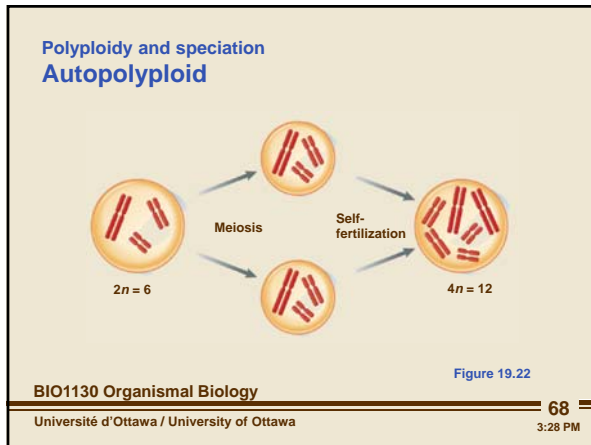 Polyploidy and speciation
Autopolyploid
Meiosis
Self-
fertilization
2n = 6
4n = 12
Figure 19.22
BIO1130 Organismal Biology
68
Université d'Ottawa / University of Ottawa
3:28 PM